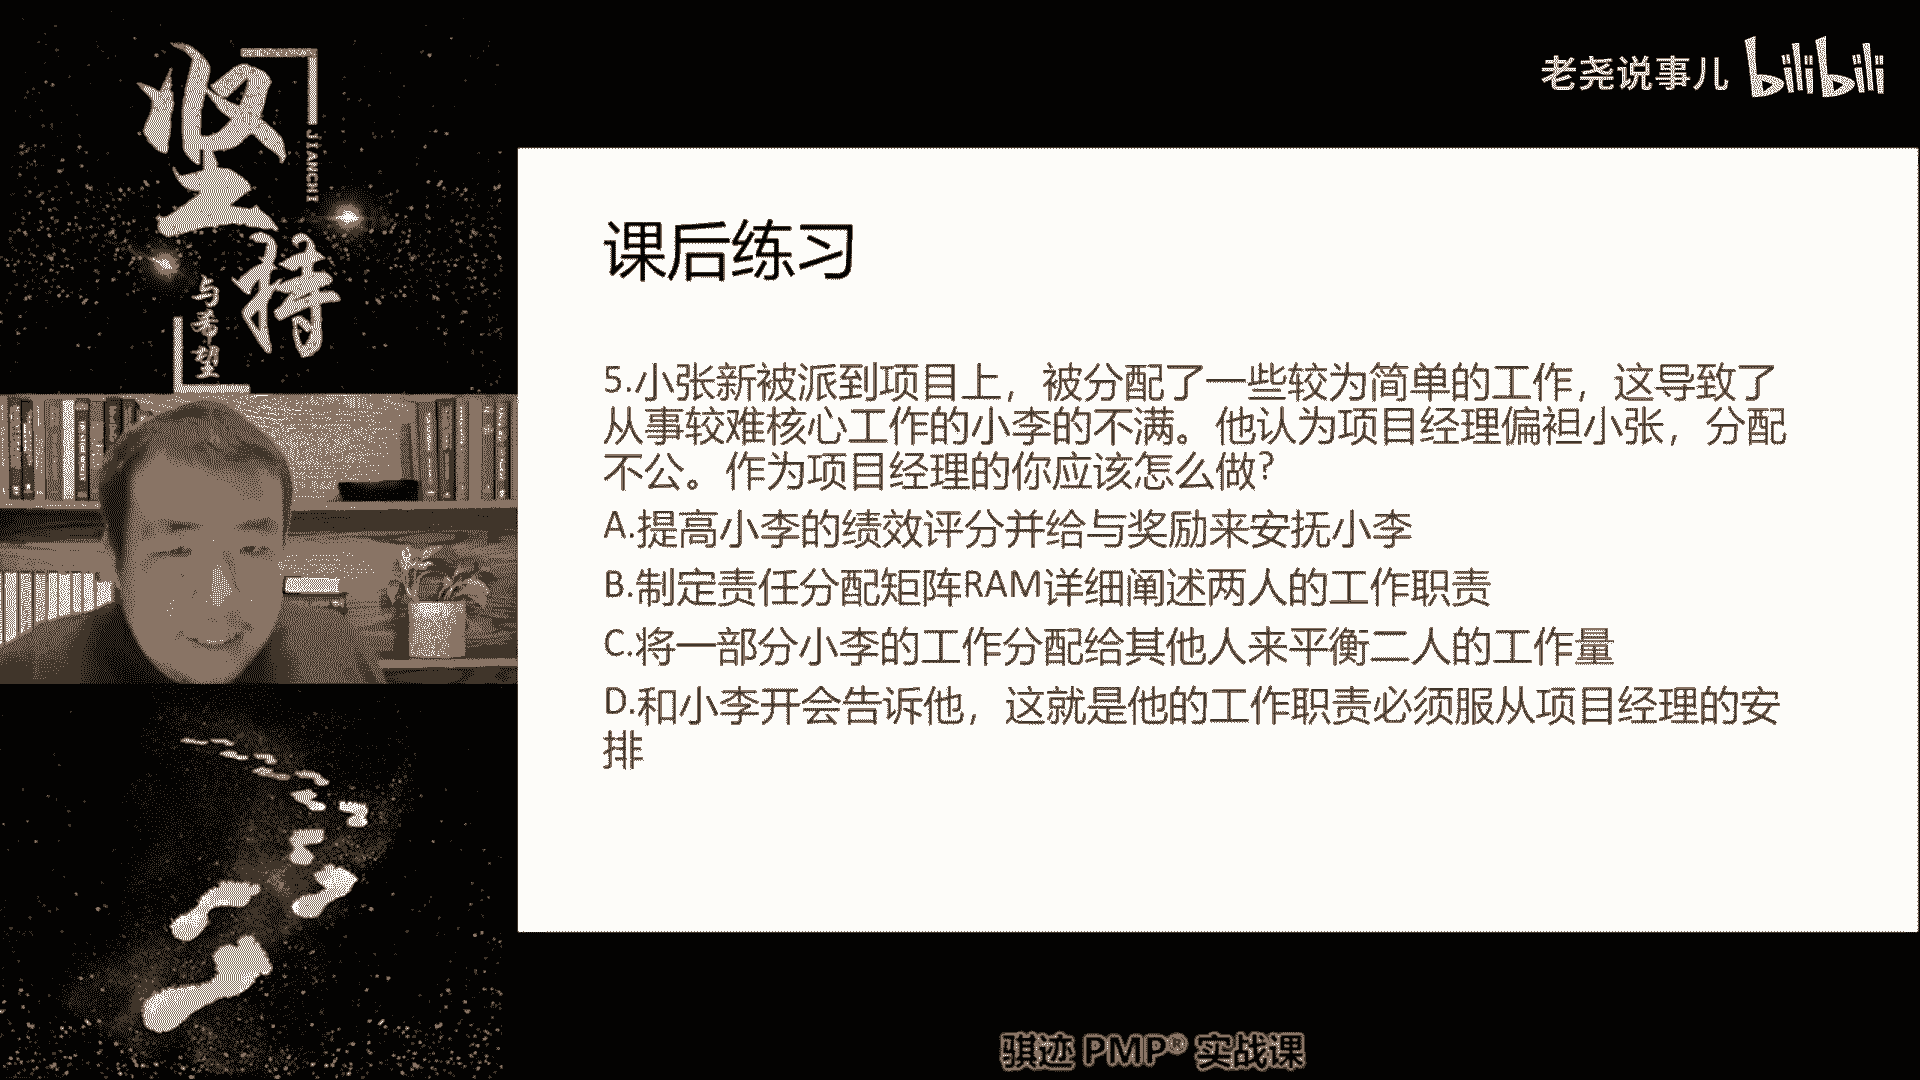 坚持
JIANCHI
与希望
老尧说事儿 bilibili
课后练习
5.小张新被派到项目上，被分配了一些较为简单的工作，这导致了
从事较难核心工作的小李的不满。他认为项目经理偏袒小张，分配
不公。作为项目经理的你应该怎么做?
A.提高小李的绩效评分并给与奖励来安抚小李
B.制定责任分配矩阵RAM详细阐述两人的工作职责
C.将一部分小李的工作分配给其他人来平衡二人的工作量
D.和小李开会告诉他，这就是他的工作职责必须服从项目经理的安
排
骐迹 PMP® 实战课